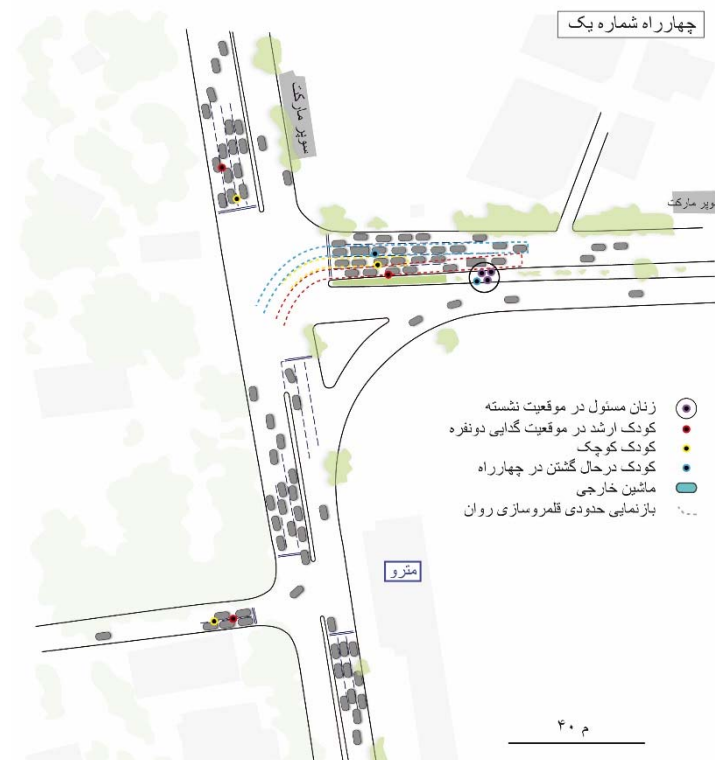 چهارراه شماره یک
سوپر مارکت
سوپر مارکت
زنان مسئول در موقعیت نشسته
کودک ارشد در موقعیت گدایی دونفره
کودک کوچک
کودک درحال گشتن در چهارراه
ماشین خارجی
بازنمایی حدودی قلمروسازی روان
مترو
۴۰ م